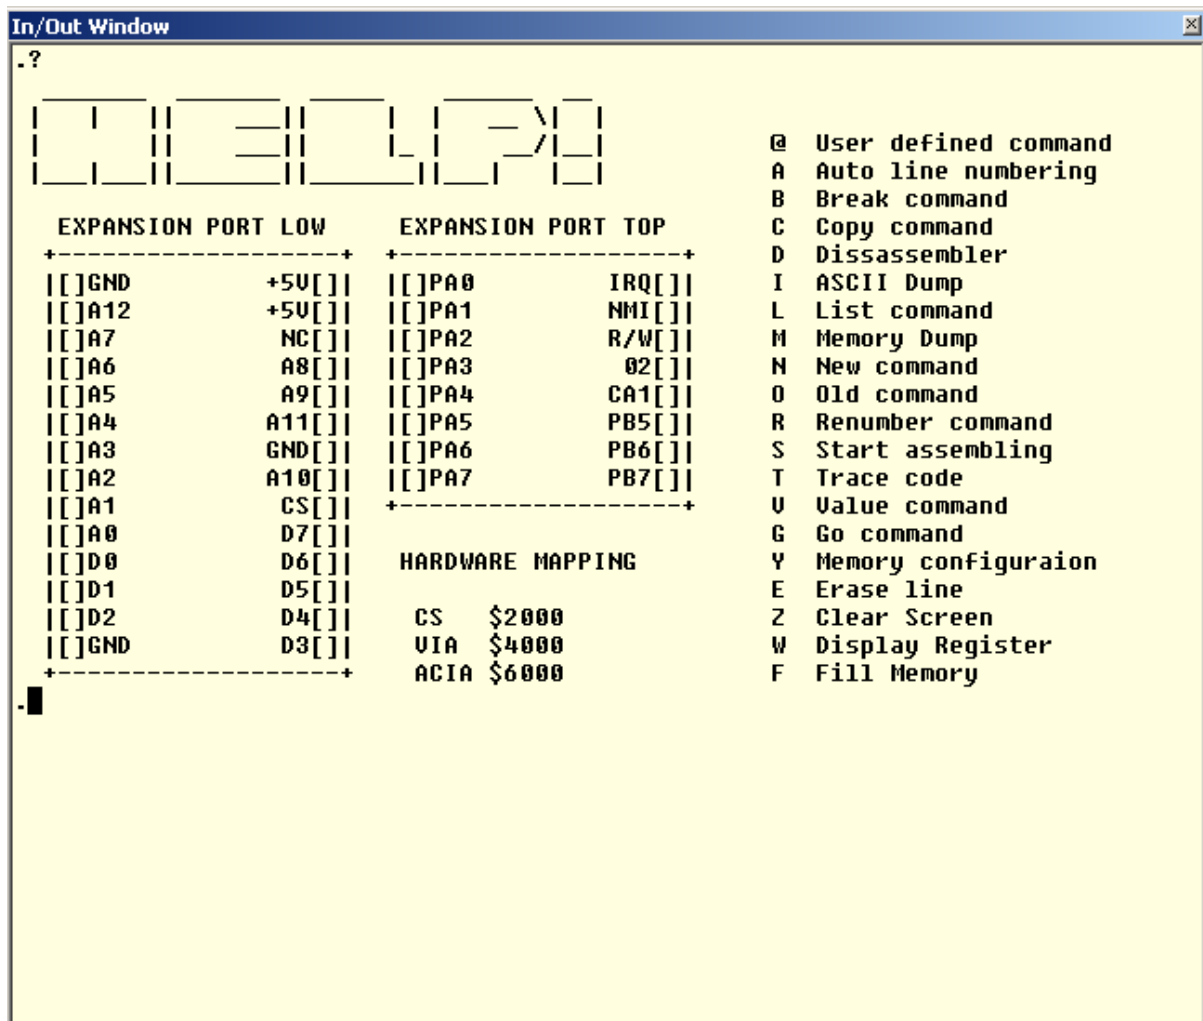 In/Out Window
.?
HELP!
@ User defined command
A Auto line numbering
B Break command
EXPANSION PORT LOW EXPANSION PORT TOP C Copy command
+-------------------+ +-------------------+ D Dissassembler
|[]GND +5V[]| |[]PA0 IRQ[]| I ASCII Dump
|[]A12 +5V[]| |[]PA1 NMI[]| L List command
|[]A7 NC[]| |[]PA2 R/W[]| M Memory Dump
|[]A6 A8[]| |[]PA3 02[]| N New command
|[]A5 A9[]| |[]PA4 CA1[]| O Old command
|[]A4 A11[]| |[]PA5 PB5[]| R Renumber command
|[]A3 GND[]| |[]PA6 PB6[]| S Start assembling
|[]A2 A10[]| |[]PA7 PB7[]| T Trace code
|[]A1 CS[]| +-------------------+ V Value command
|[]A0 D7[]| G Go command
|[]D0 D6[]| HARDWARE MAPPING Y Memory configuraion
|[]D1 D5[]| E Erase line
|[]D2 D4[]| CS $2000 Z Clear Screen
|[]GND D3[]| VIA $4000 W Display Register
+-------------------+ ACIA $6000 F Fill Memory
.